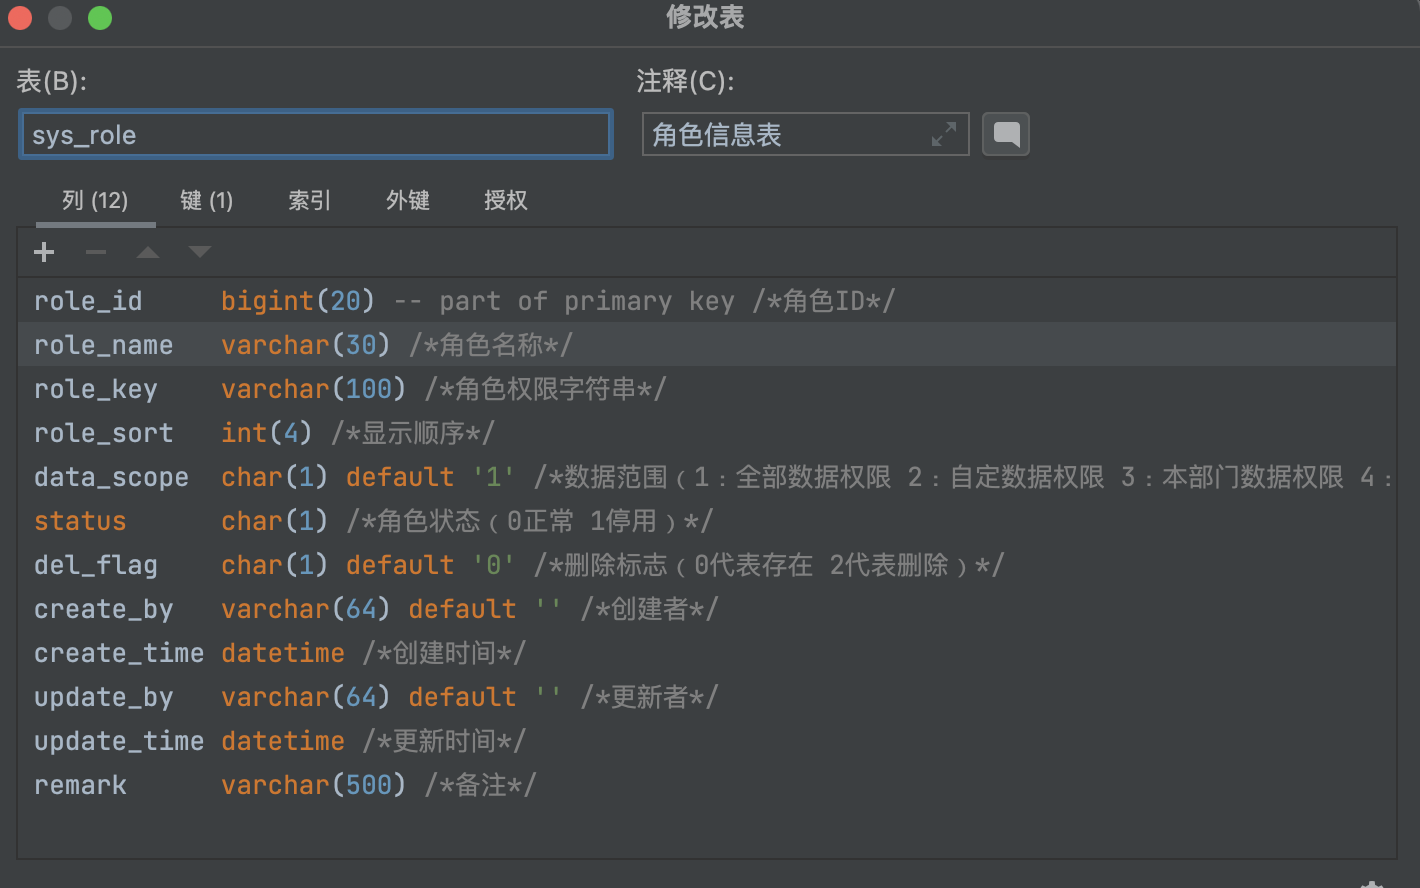 修改表
表(B):
注释(C):
sys_role
角色信息表
列 (12) 键 (1) 索引 外键 授权
role_id bigint(20) -- part of primary key /*角色ID*/
role_name varchar(30) /*角色名称*/
role_key varchar(100) /*角色权限字符串*/
role_sort int(4) /*显示顺序*/
data_scope char(1) default '1' /*数据范围（1：全部数据权限 2：自定数据权限 3：本部门数据权限 4：
status char(1) /*角色状态（0正常 1停用）*/
del_flag char(1) default '0' /*删除标志（0代表存在 2代表删除）*/
create_by varchar(64) default '' /*创建者*/
create_time datetime /*创建时间*/
update_by varchar(64) default '' /*更新者*/
update_time datetime /*更新时间*/
remark varchar(500) /*备注*/